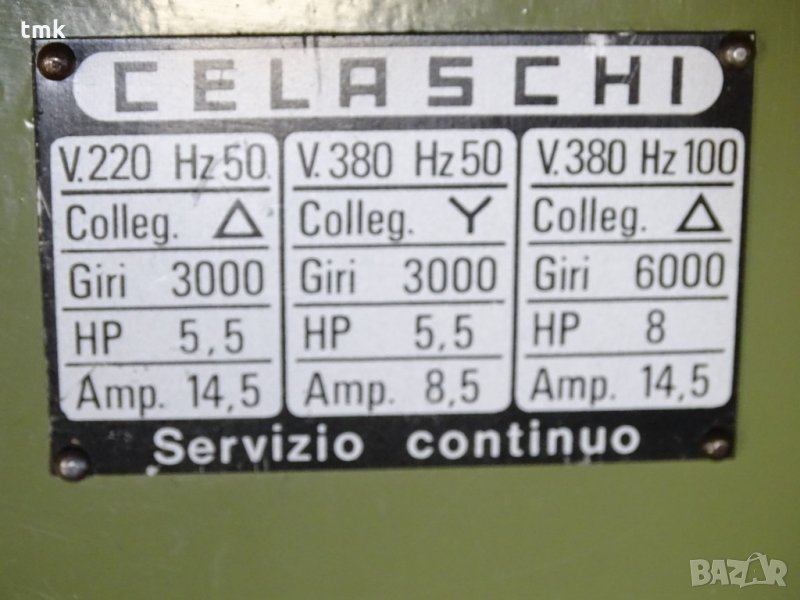 tmk
CELASCHI
V.220 Hz 50
Colleg. Δ
Giri 3000
HP 5,5
Amp. 14,5
V.380 Hz 50
Colleg. Y
Giri 3000
HP 5,5
Amp. 8,5
V.380 Hz 100
Colleg. Δ
Giri 6000
HP 8
Amp. 14,5
Servizio continuo
BAZAR